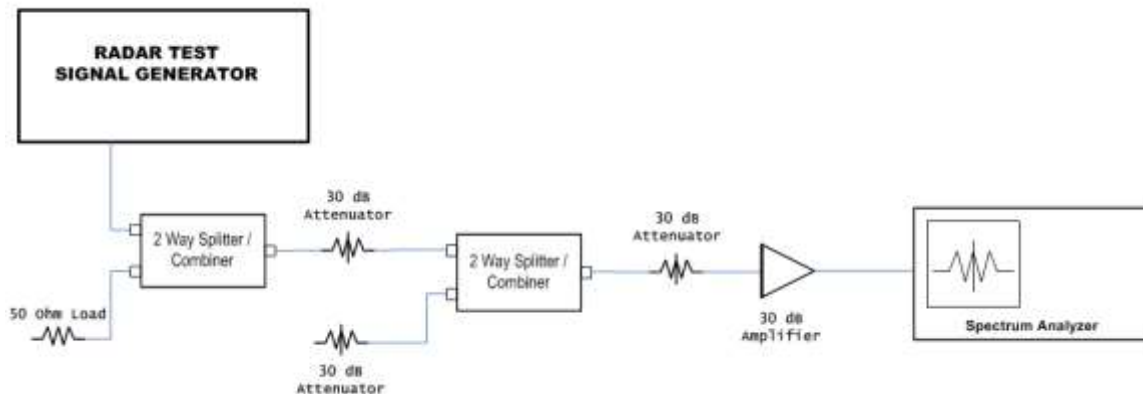 RADAR TEST
SIGNAL GENERATOR
2 Way Splitter /
Combiner
50 Ohm Load
30 dB
Attenuator
30 dB
Attenuator
2 Way Splitter /
Combiner
30 dB
Attenuator
30 dB
Amplifier
Spectrum Analyzer